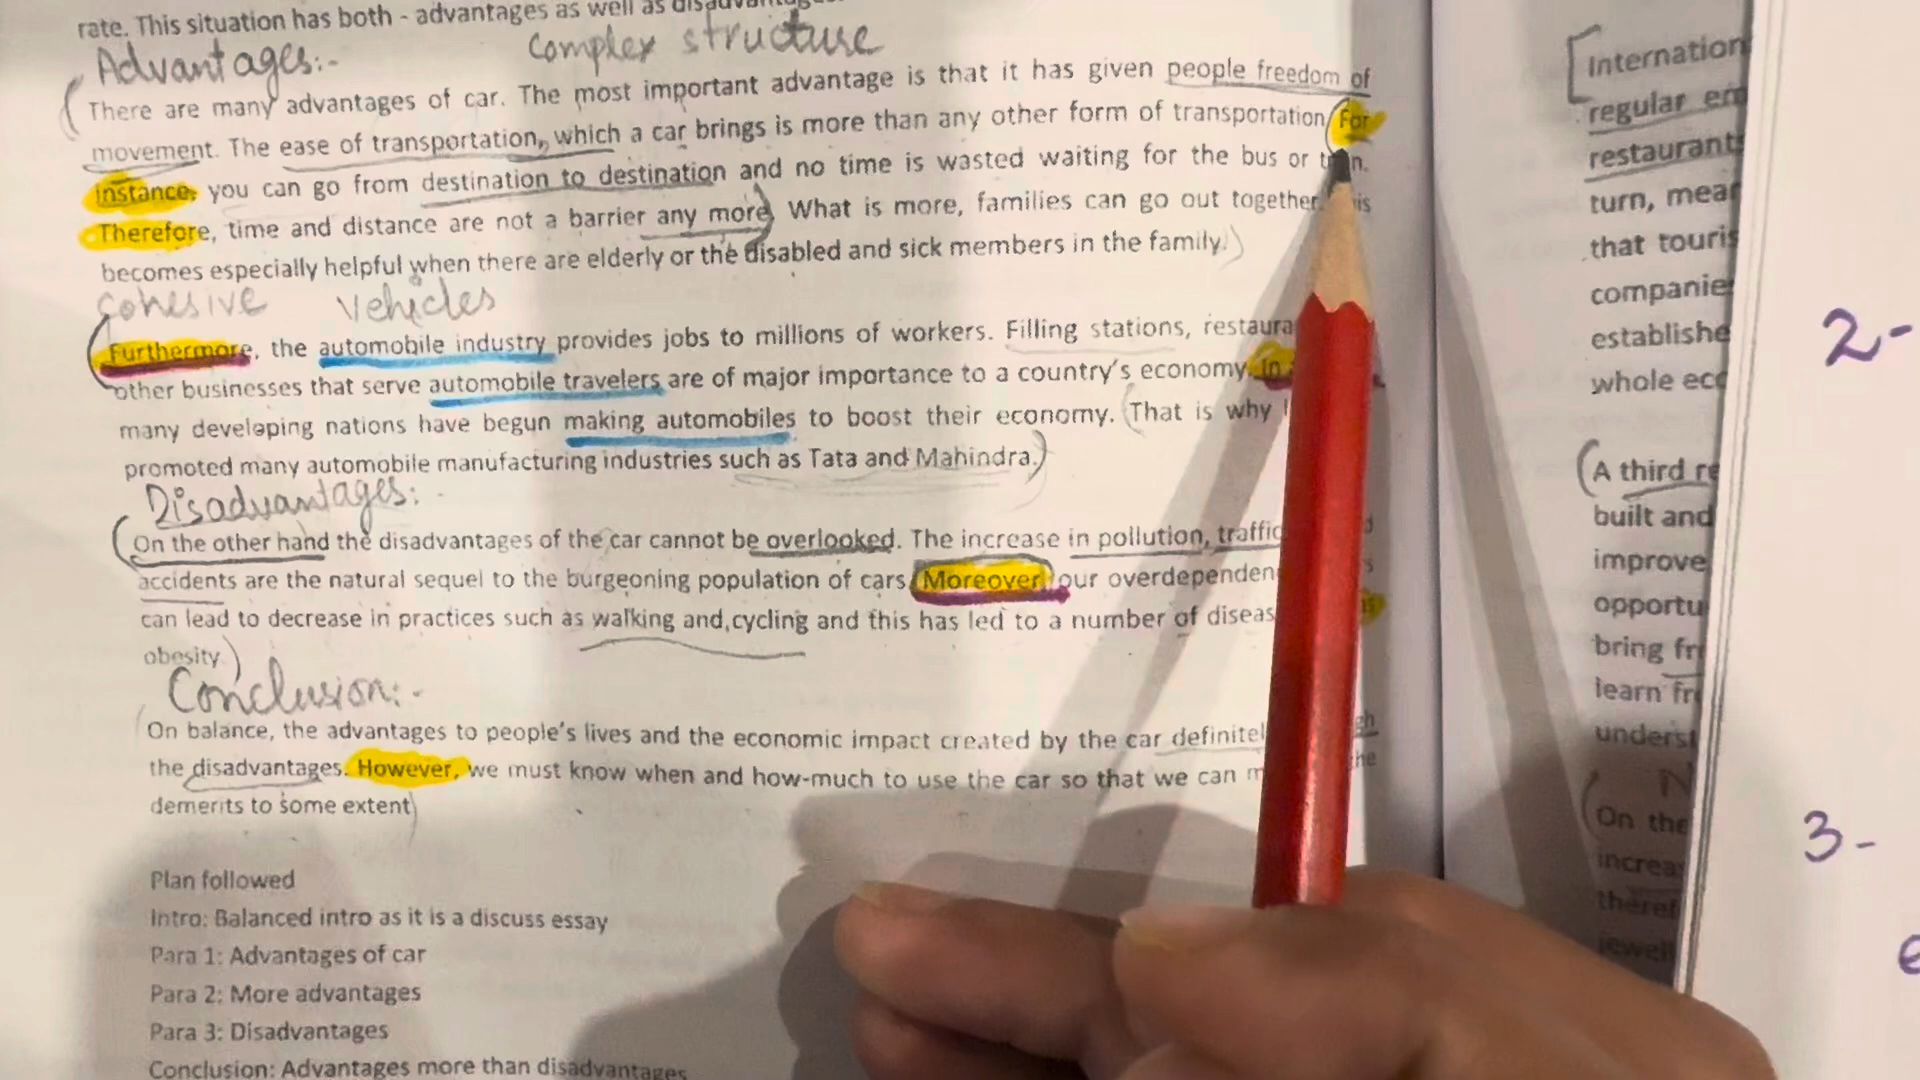 rate. This situation has both - advantages as well as
Advantages:- Complex structure
There are many advantages of car. The most important advantage is that it has given people freedom of
movement. The ease of transportation, which a car brings is more than any other form of transportation. For
instance, you can go from destination to destination and no time is wasted waiting for the bus or
Therefore, time and distance are not a barrier any more. What is more, families can go out together.
becomes especially helpful when there are elderly or the disabled and sick members in the family.
Cohesive Vehicles
Furthermore, the automobile industry provides jobs to millions of workers. Filling stations,
other businesses that serve automobile travelers are of major importance to a country's economy. In
many developing nations have begun making automobiles to boost their economy. That is why
promoted many automobile manufacturing industries such as Tata and Mahindra.
Disadvantages:-
On the other hand the disadvantages of the car cannot be overlooked. The increase in pollution, traffic
accidents are the natural sequel to the burgeoning population of cars. Moreover, our
can lead to decrease in practices such as walking and cycling and this has led to a number of
obesity.
Conclusion:-
On balance, the advantages to people's lives and the economic impact created by the car
the disadvantages. However, we must know when and how-much to use the car so that we can the
demerits to some extent
Plan followed
Intro: Balanced intro as it is a discuss essay
Para 1: Advantages of car
Para 2: More advantages
Para 3: Disadvantages
Conclusion: Advantages more than disadvantages
Internation
regular em
restaurants
turn, mear
that touris
companies
establishe
whole eco
A third re
built and
improve
opportu
bring fr
learn fr
underst
On the
increas
theref
jewell
2-
3-